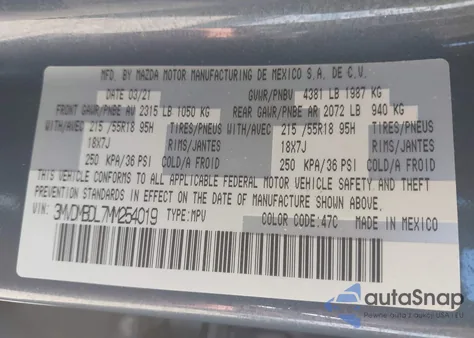 MFD. BY MAZDA MOTOR MANUFACTURING DE MEXICO S.A. DE C.V.
DATE 03/21 GVWR/PNBV 4381 LB 1987 KG
FRONT GAWR/PNBE AV 2315 LB 1050 KG REAR GAWR/PNBE AR 2072 LB 940 KG
WITH/AVEC 215 /55R18 95H TIRES/PNEUS WITH/AVEC 215 /55R18 95H TIRES/PNEUS
18X7J RIMS/JANTES 18X7J RIMS/JANTES
250 KPA/36 PSI COLD/A FROID 250 KPA/36 PSI COLD/A FROID
THIS VEHICLE CONFORMS TO ALL APPLICABLE FEDERAL MOTOR VEHICLE SAFETY AND THEFT
PREVENTION STANDARDS IN EFFECT ON THE DATE OF MANUFACTURE SHOWN ABOVE.
VIN: 3MVDMBDL7MM254019 TYPE:MPV COLOR CODE:47C MADE IN MEXICO
autoSnap